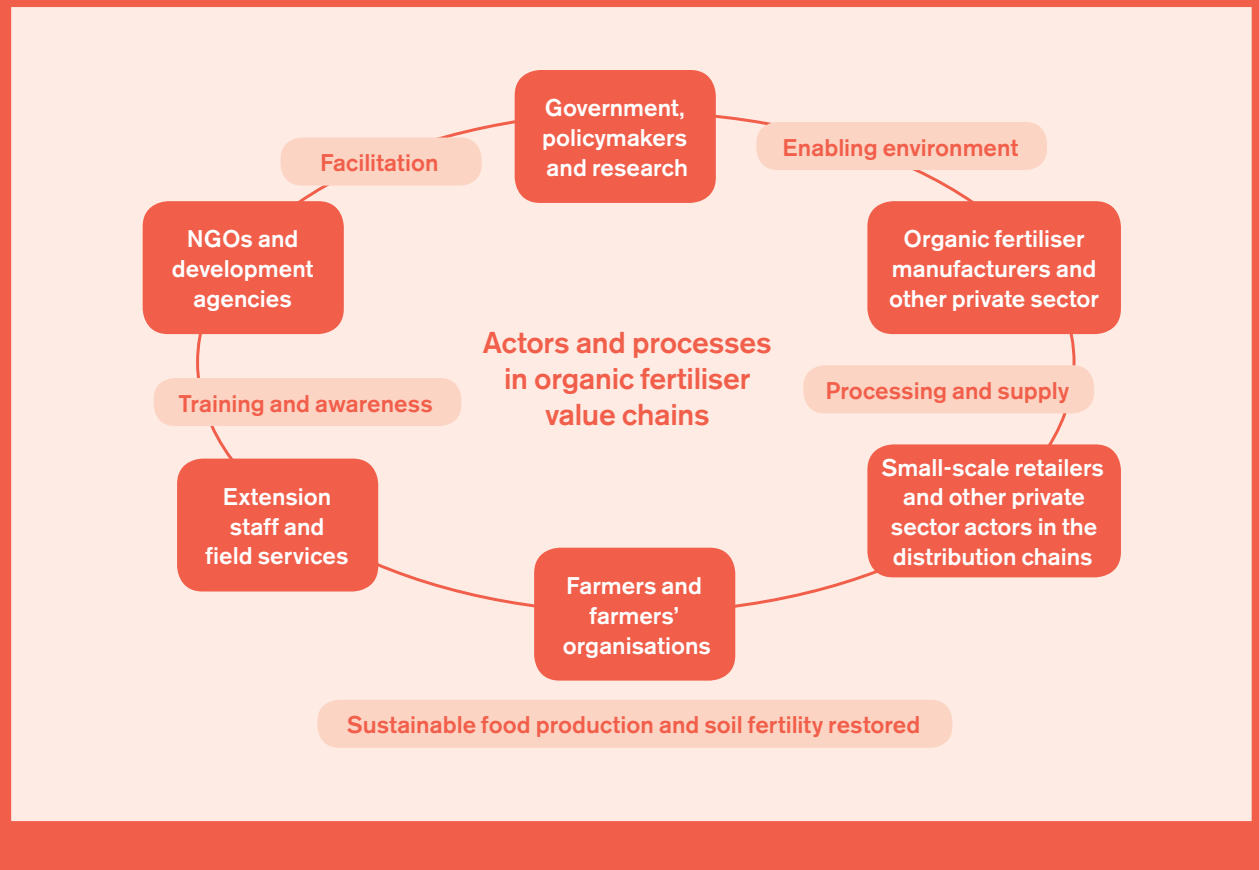 Government,
policymakers
and research
Facilitation
Enabling environment
NGOs and
development
agencies
Organic fertiliser
manufacturers and
other private sector
Actors and processes
in organic fertiliser
value chains
Training and awareness
Processing and supply
Extension
staff and
field services
Small-scale retailers
and other private
sector actors in the
distribution chains
Farmers and
farmers’
organisations
Sustainable food production and soil fertility restored